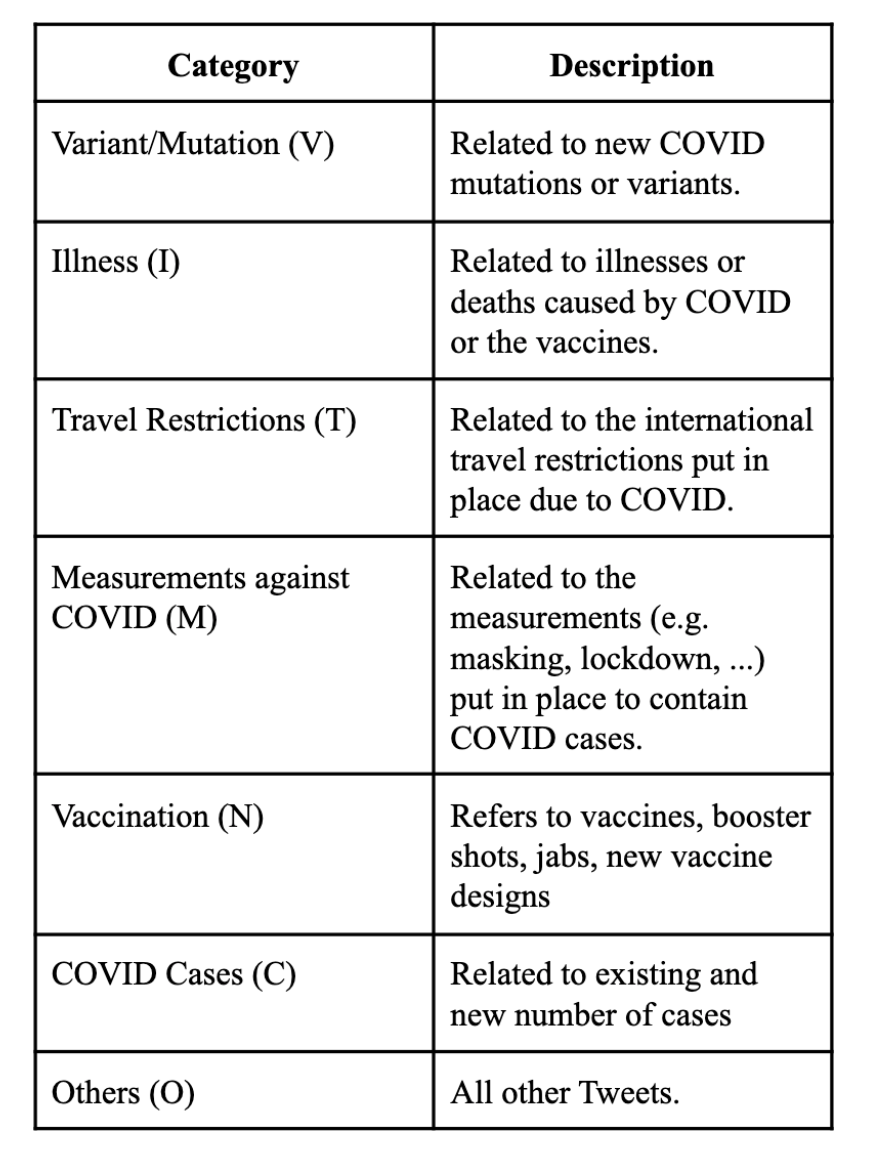 Category
Description
Variant/Mutation (V)
Related to new COVID
mutations or variants.
Illness (I)
Related to illnesses or
deaths caused by COVID
or the vaccines.
Travel Restrictions (T)
Related to the international
travel restrictions put in
place due to COVID.
Measurements against
COVID (M)
Related to the
measurements (e.g.
masking, lockdown, ...)
put in place to contain
COVID cases.
Vaccination (N)
Refers to vaccines, booster
shots, jabs, new vaccine
designs
COVID Cases (C)
Related to existing and
new number of cases
Others (O)
All other Tweets.